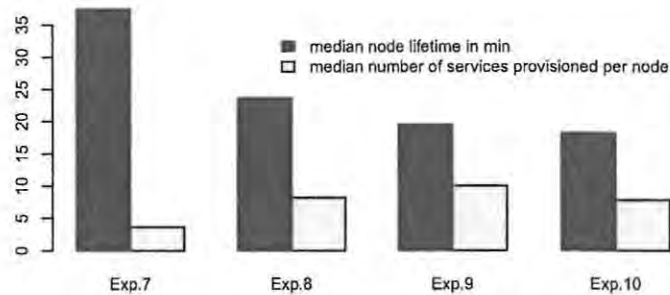 35
30
25
20
15
10
5
0
median node lifetime in min
median number of services provisioned per node
Exp.7
Exp.8
Exp.9
Exp.10